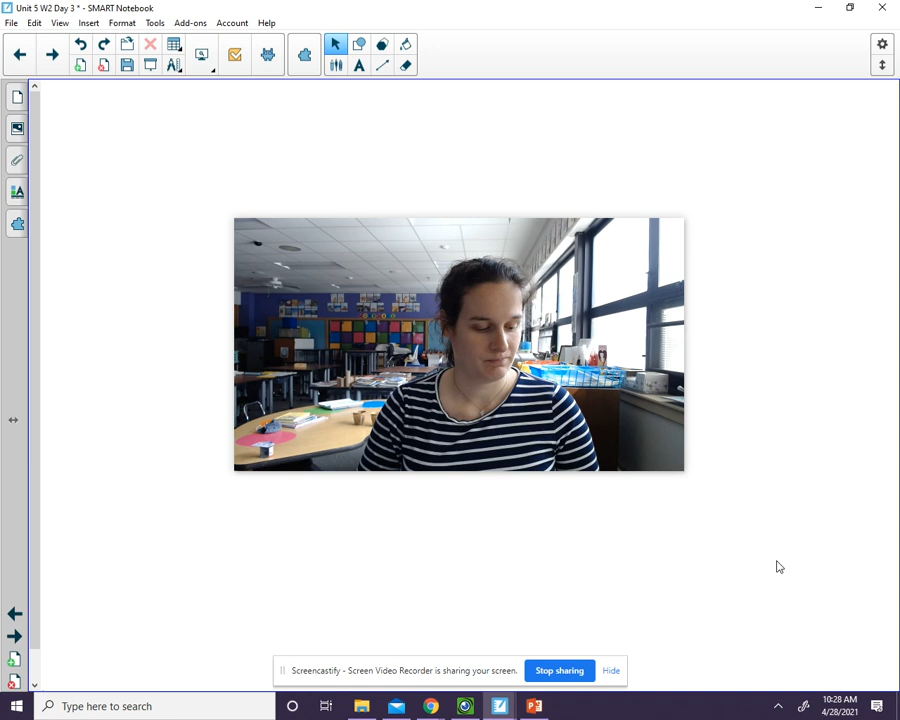 Unit 5 W2 Day 3 * - SMART Notebook
File Edit View Insert Format Tools Add-ons Account Help
Screencastify - Screen Video Recorder is sharing your screen. Stop sharing Hide
Type here to search
10:28 AM
4/28/2021